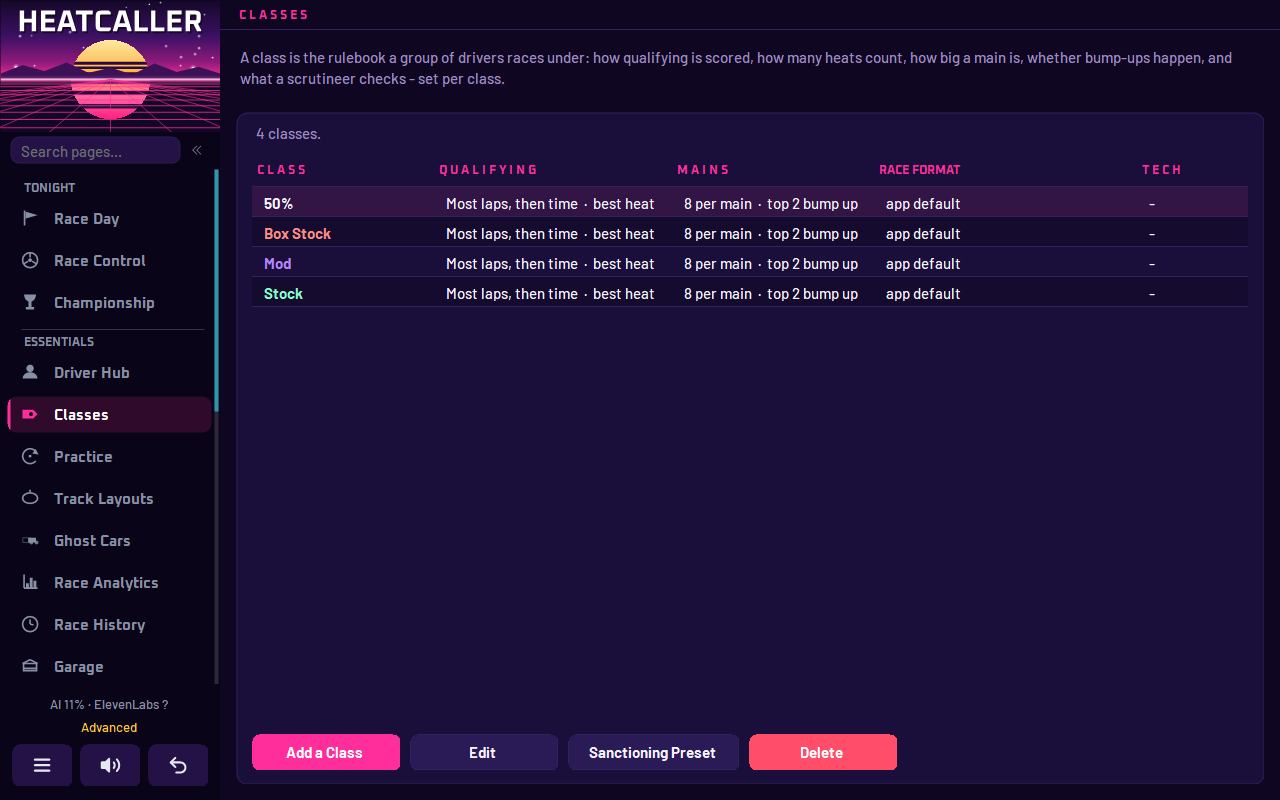 HEATCALLER
CLASSES
A class is the rulebook a group of drivers races under: how qualifying is scored, how many heats count, how big a main is, whether bump-ups happen, and
what a scrutineer checks - set per class.
Search pages...
TONIGHT
Race Day
Race Control
Championship
ESSENTIALS
Driver Hub
Classes
Practice
Track Layouts
Ghost Cars
Race Analytics
Race History
Garage
AI 11% · ElevenLabs ?
Advanced
4 classes.
CLASS QUALIFYING MAINS RACE FORMAT TECH
50% Most laps, then time · best heat 8 per main · top 2 bump up app default -
Box Stock Most laps, then time · best heat 8 per main · top 2 bump up app default -
Mod Most laps, then time · best heat 8 per main · top 2 bump up app default -
Stock Most laps, then time · best heat 8 per main · top 2 bump up app default -
Add a Class Edit Sanctioning Preset Delete